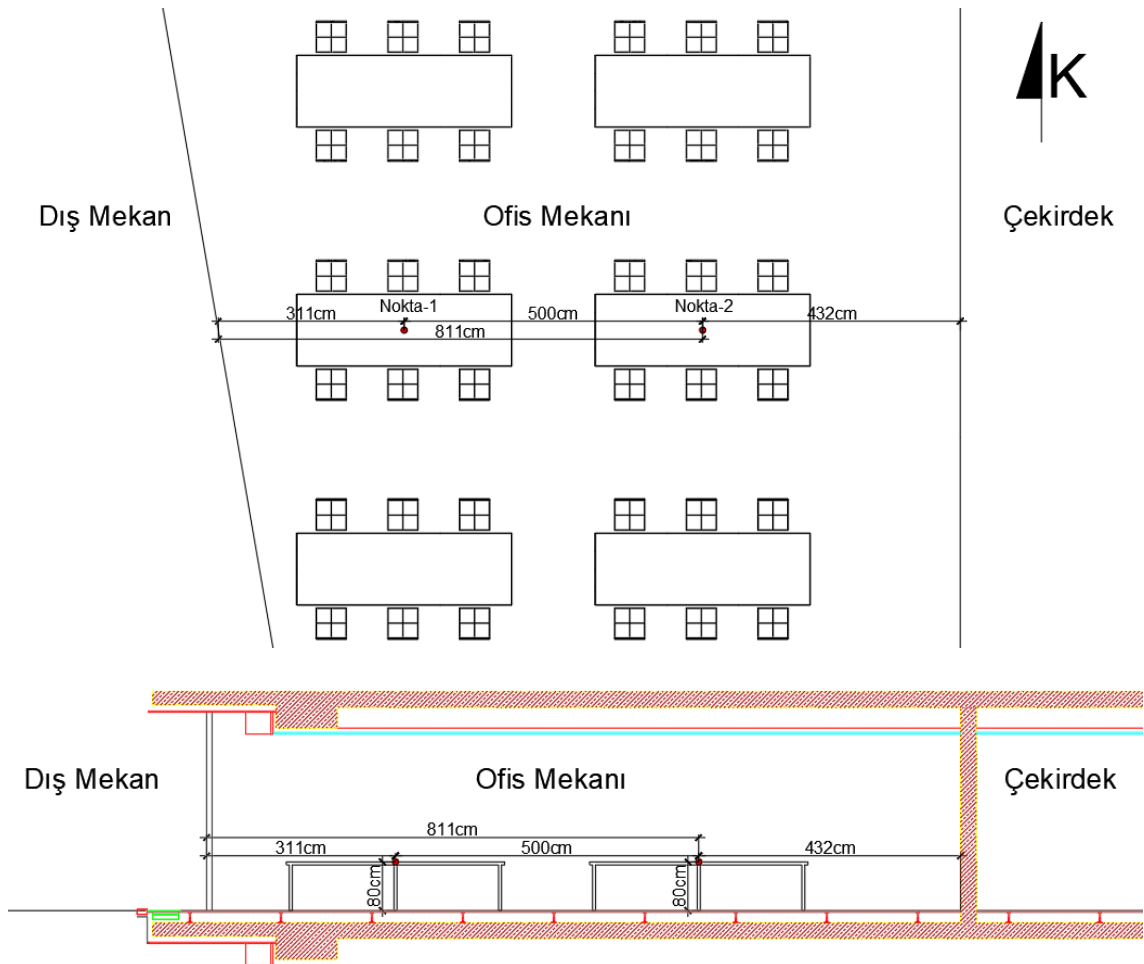 K
Dış Mekan
Ofis Mekanı
Çekirdek
Nokta-1
Nokta-2
311cm
500cm
432cm
811cm
Dış Mekan
Ofis Mekanı
Çekirdek
811cm
311cm
500cm
432cm
80cm
80cm